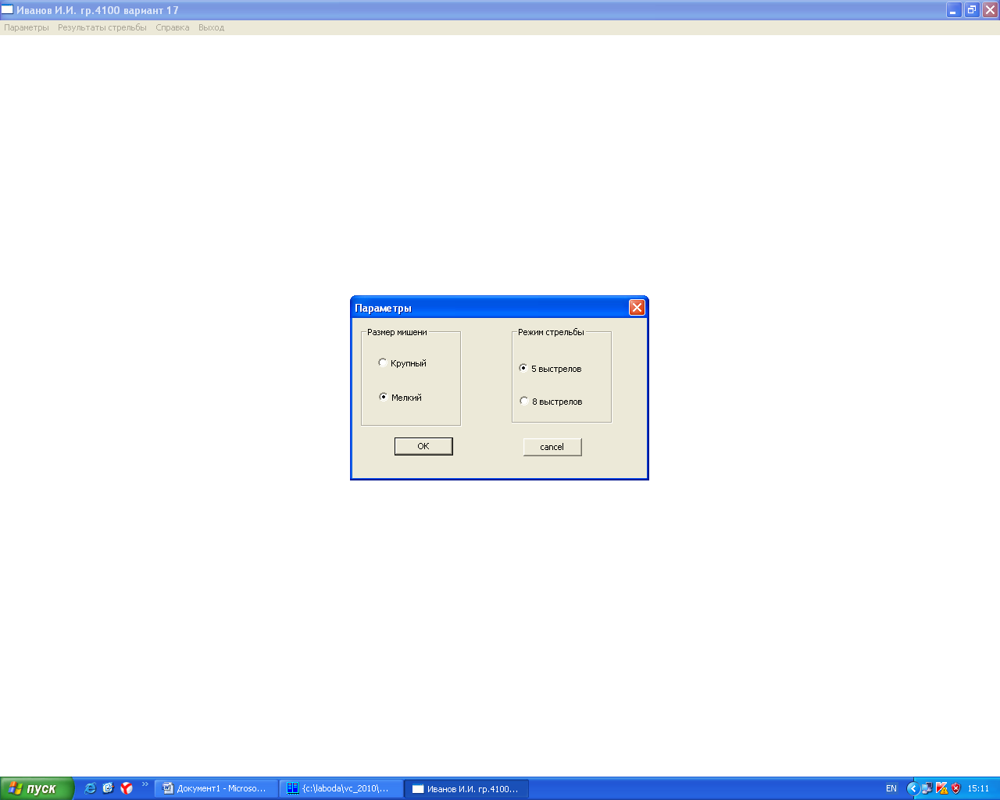 Иванов И.И. гр.4100 вариант 17
Параметры Результаты стрельбы Справка Выход
Параметры
Размер мишени Режим стрельбы
Крупный 5 выстрелов
Мелкий 8 выстрелов
OK cancel
пуск » Документ1 - Microso... {c:\laboda\vc_2010\... Иванов И.И. гр.4100... EN 15:11